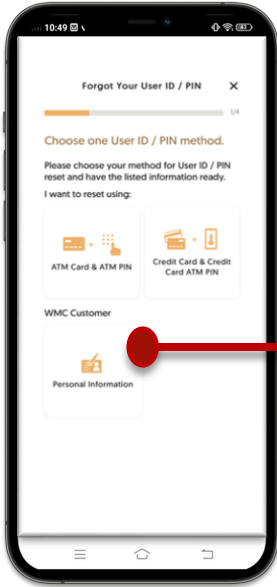 10:49
43
Forgot Your User ID / PIN
1/4
Choose one User ID / PIN method.
Please choose your method for User ID / PIN
reset and have the listed information ready.
I want to reset using:
ATM Card & ATM PIN
Credit Card & Credit
Card ATM PIN
WMC Customer
Personal Information